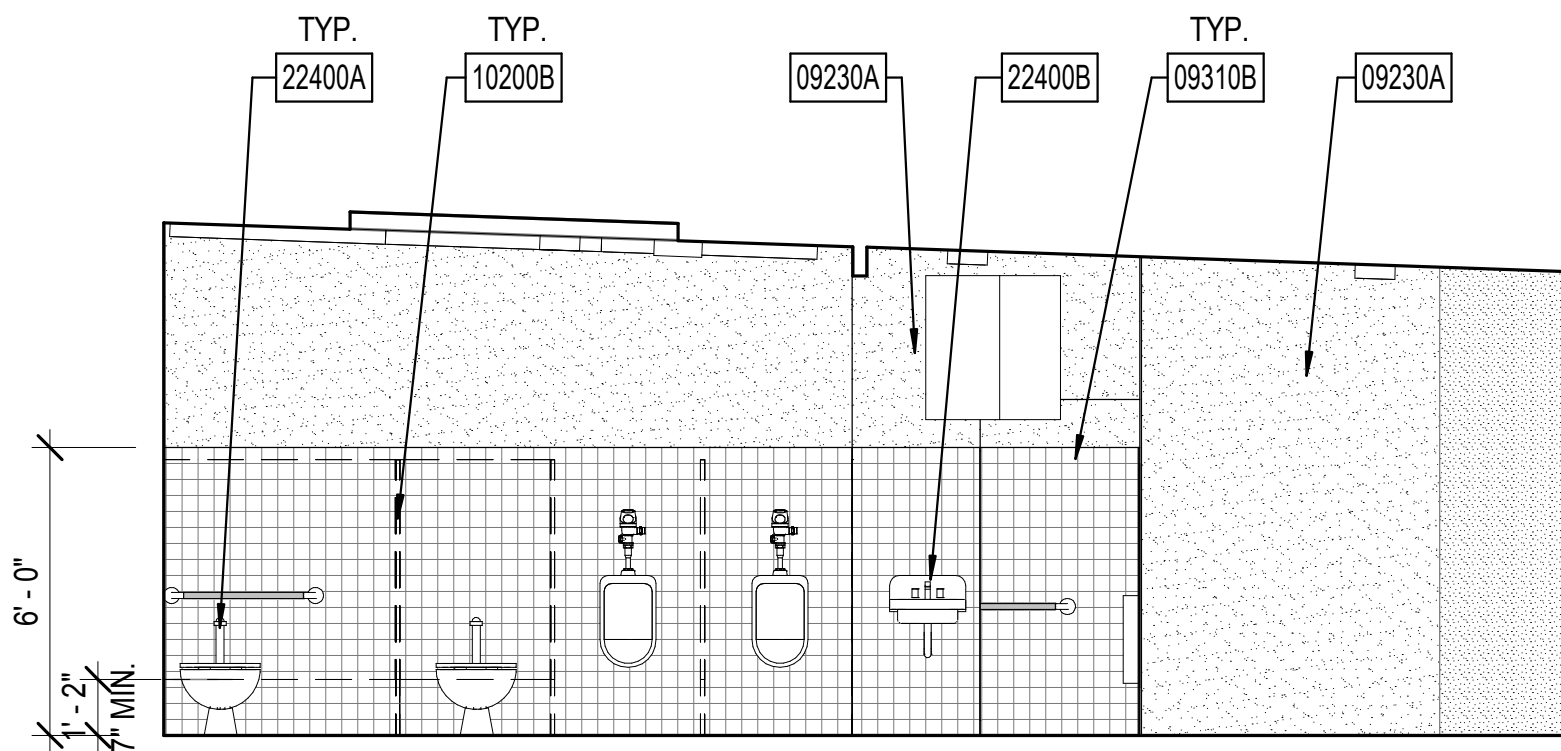 TYP.
22400A
TYP.
10200B
09230A
22400B
TYP.
09310B
09230A
6' - 0"
1' - 2"
7" MIN.